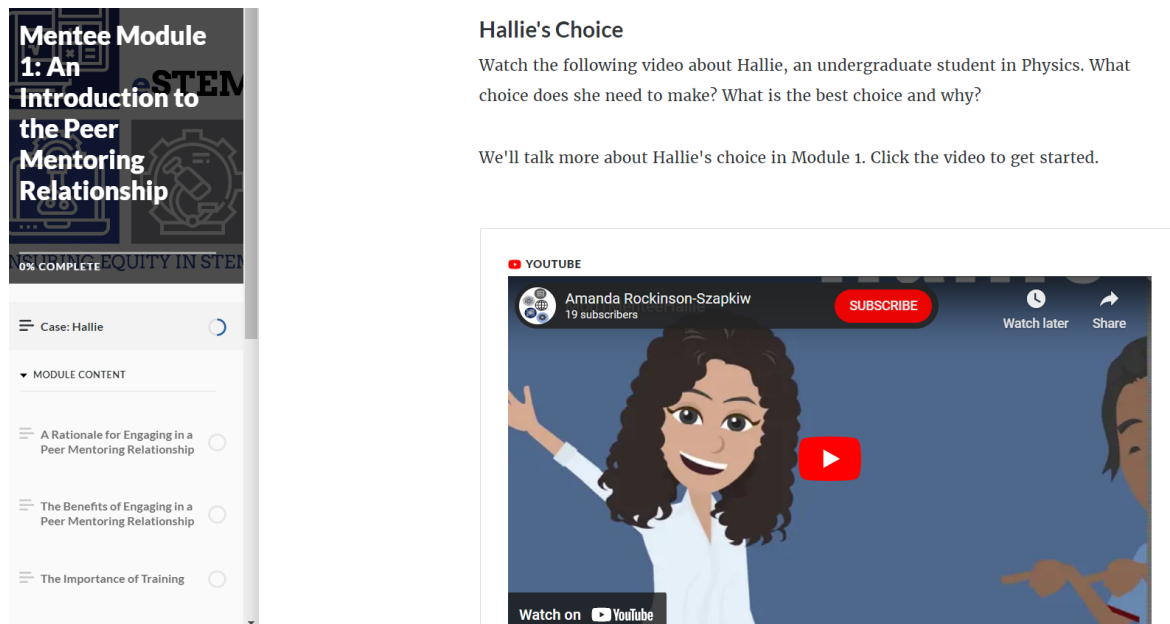 Mentee Module
1: An
Introduction to
the Peer
Mentoring
Relationship
eSTEM
EQUITY IN STEM
0% COMPLETE
Case: Hallie
MODULE CONTENT
A Rationale for Engaging in a
Peer Mentoring Relationship
The Benefits of Engaging in a
Peer Mentoring Relationship
The Importance of Training
Hallie's Choice
Watch the following video about Hallie, an undergraduate student in Physics. What
choice does she need to make? What is the best choice and why?
We'll talk more about Hallie's choice in Module 1. Click the video to get started.
YOUTUBE
Amanda Rockinson-Szapkiw
19 subscribers
SUBSCRIBE
Watch later
Share
Watch on YouTube